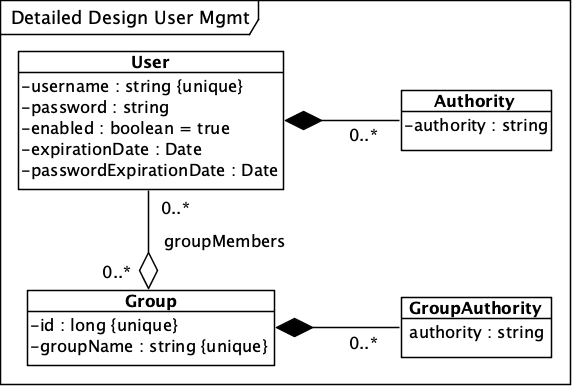 Detailed Design User Mgmt
User
-username : string {unique}
-password : string
-enabled : boolean = true
-expirationDate : Date
-passwordExpirationDate : Date
Authority
-authority : string
0..*
0..*
groupMembers
0..*
Group
-id : long {unique}
-groupName : string {unique}
GroupAuthority
authority : string
0..*